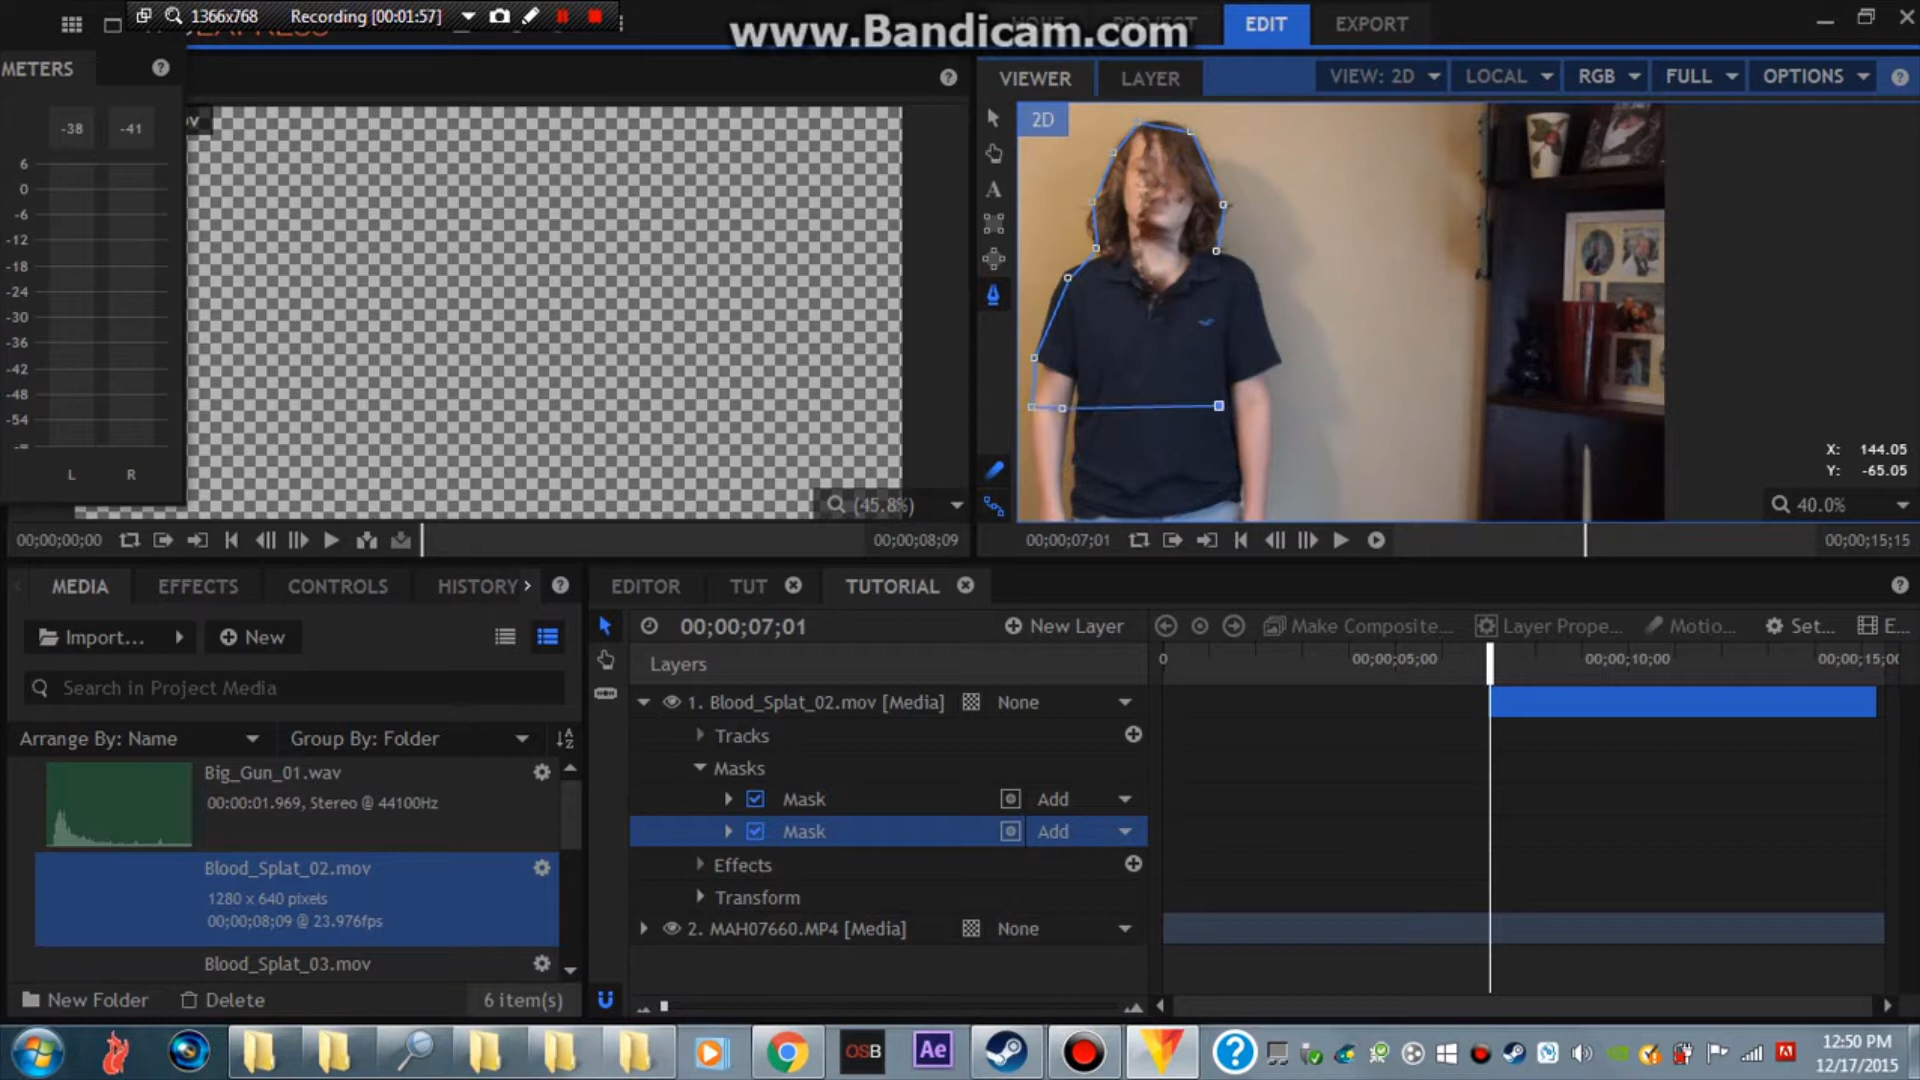 1366x768 Recording [00:01:57]
www.Bandicam.com
EDIT EXPORT
METERS
VIEWER LAYER VIEW: 2D LOCAL RGB FULL OPTIONS
-38 -41
2D
6
0
-6
-12
-18
-24
-30
-36
-42
-48
-54
-∞
L R
X: 144.05
Y: -65.05
(45.8%)
40.0%
00;00;00;00 00;00;08;09
00;00;07;01 00;00;15;15
MEDIA EFFECTS CONTROLS HISTORY
EDITOR TUT TUTORIAL
Import... New
00;00;07;01 New Layer Make Composite... Layer Prope... Motio... Set... E...
Layers
0 00;00;05;00 00;00;10;00 00;00;15;00
Search in Project Media
1. Blood_Splat_02.mov [Media] None
Tracks
Arrange By: Name Group By: Folder
Masks
Big_Gun_01.wav
00:00:01.969, Stereo @ 44100Hz
Mask Add
Mask Add
Blood_Splat_02.mov
1280 x 640 pixels
00;00;08;09 @ 23.976fps
Effects
Transform
2. MAH07660.MP4 [Media] None
Blood_Splat_03.mov
New Folder Delete 6 item(s)
OSB
Ae
12:50 PM
12/17/2015